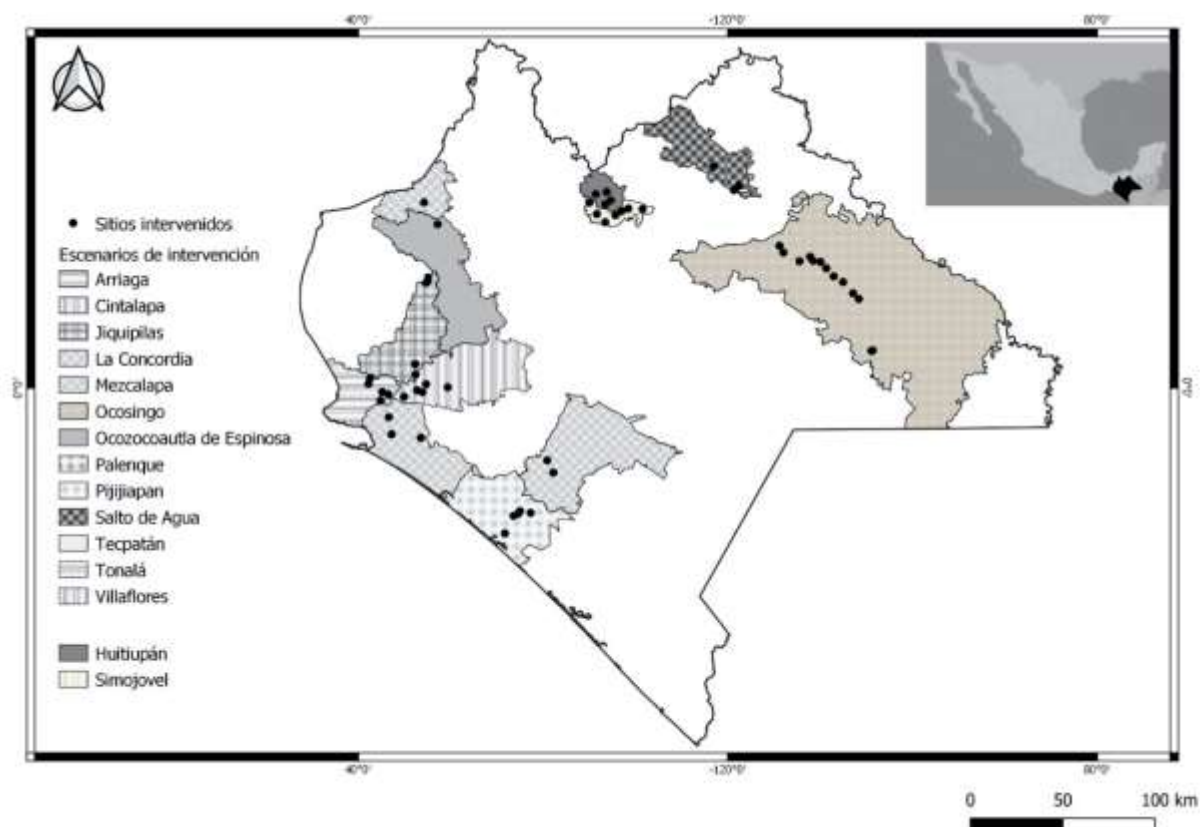 40°0' -120°0' 80°0'
Sitios intervenidos
Escenarios de intervención
Arriaga
Cintalapa
Jiquipilas
La Concordia
Mezcalapa
Ocosingo
Ocozocoautla de Espinosa
Palenque
Pijijiapan
Salto de Agua
Tecpatán
Tonalá
Villaflores
Huitiupán
Simojovel
0°0'
0°0'
40°0' -120°0' 80°0'
0 50 100 km